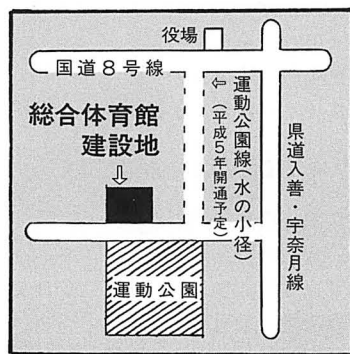 役場
国道8号線
総合体育館
建設地
⇩
⇦運動公園線(水の小径)
(平成5年開通予定)
県道入善・宇奈月線
運動公園